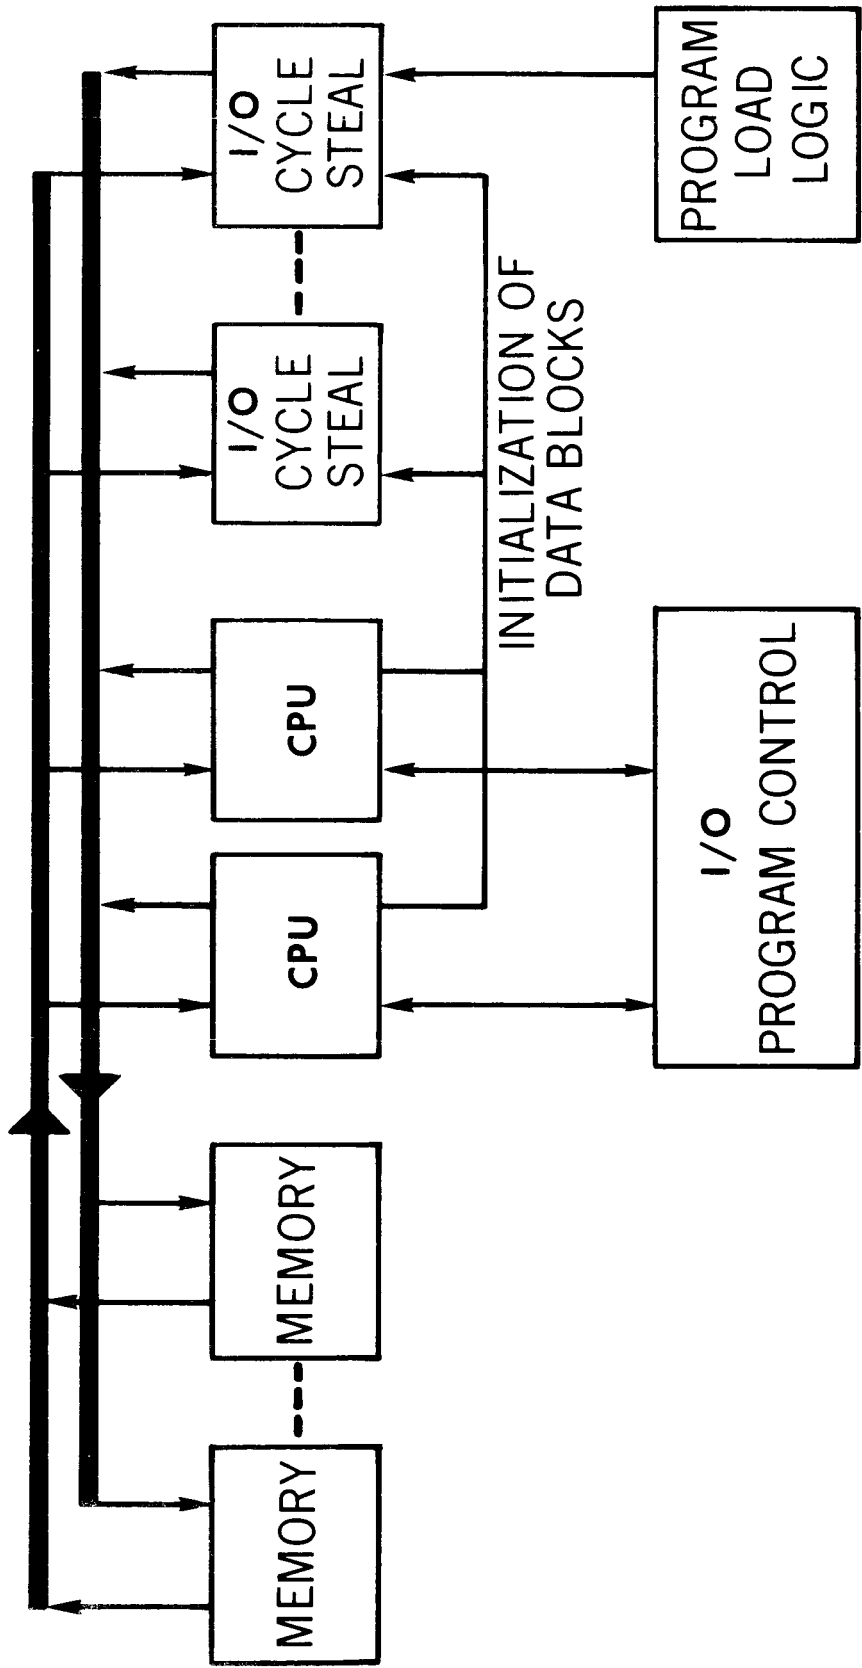 MEMORY
MEMORY
CPU
CPU
I/O
CYCLE
STEAL
I/O
CYCLE
STEAL
INITIALIZATION OF
DATA BLOCKS
I/O
PROGRAM CONTROL
PROGRAM
LOAD
LOGIC